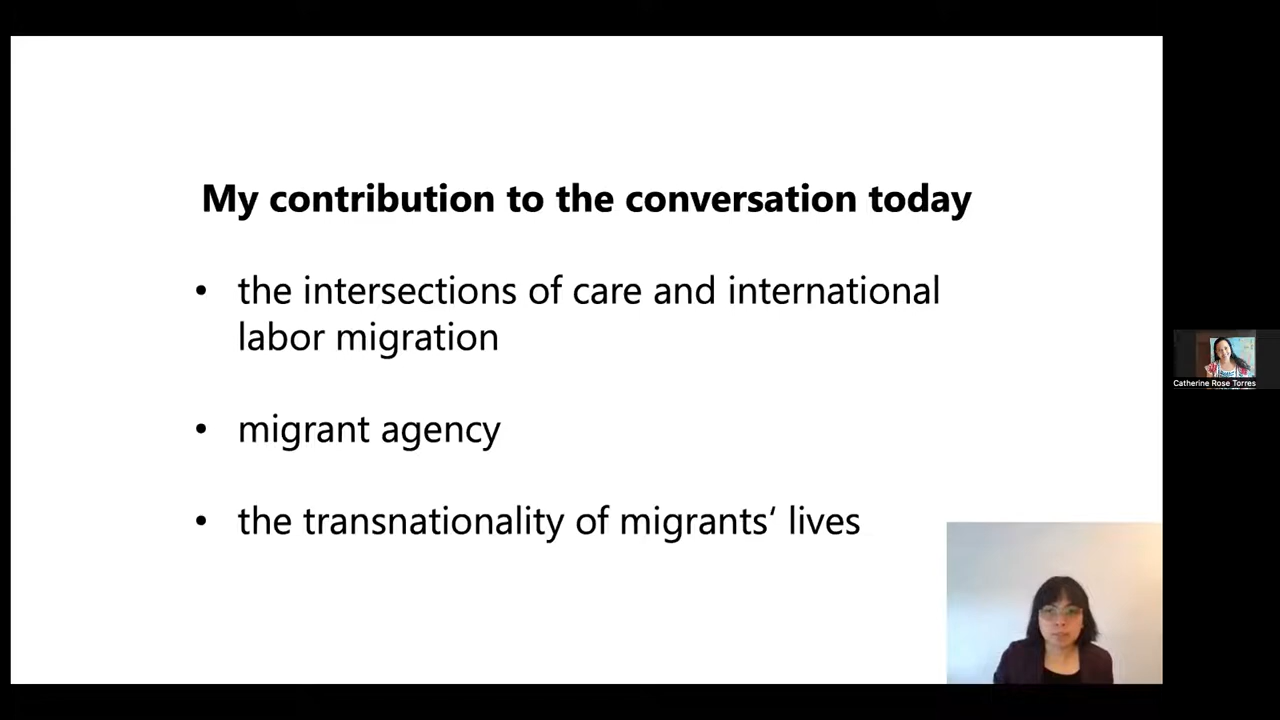 My contribution to the conversation today
• the intersections of care and international
labor migration
• migrant agency
• the transnationality of migrants‘ lives
Catherine Rose Torres